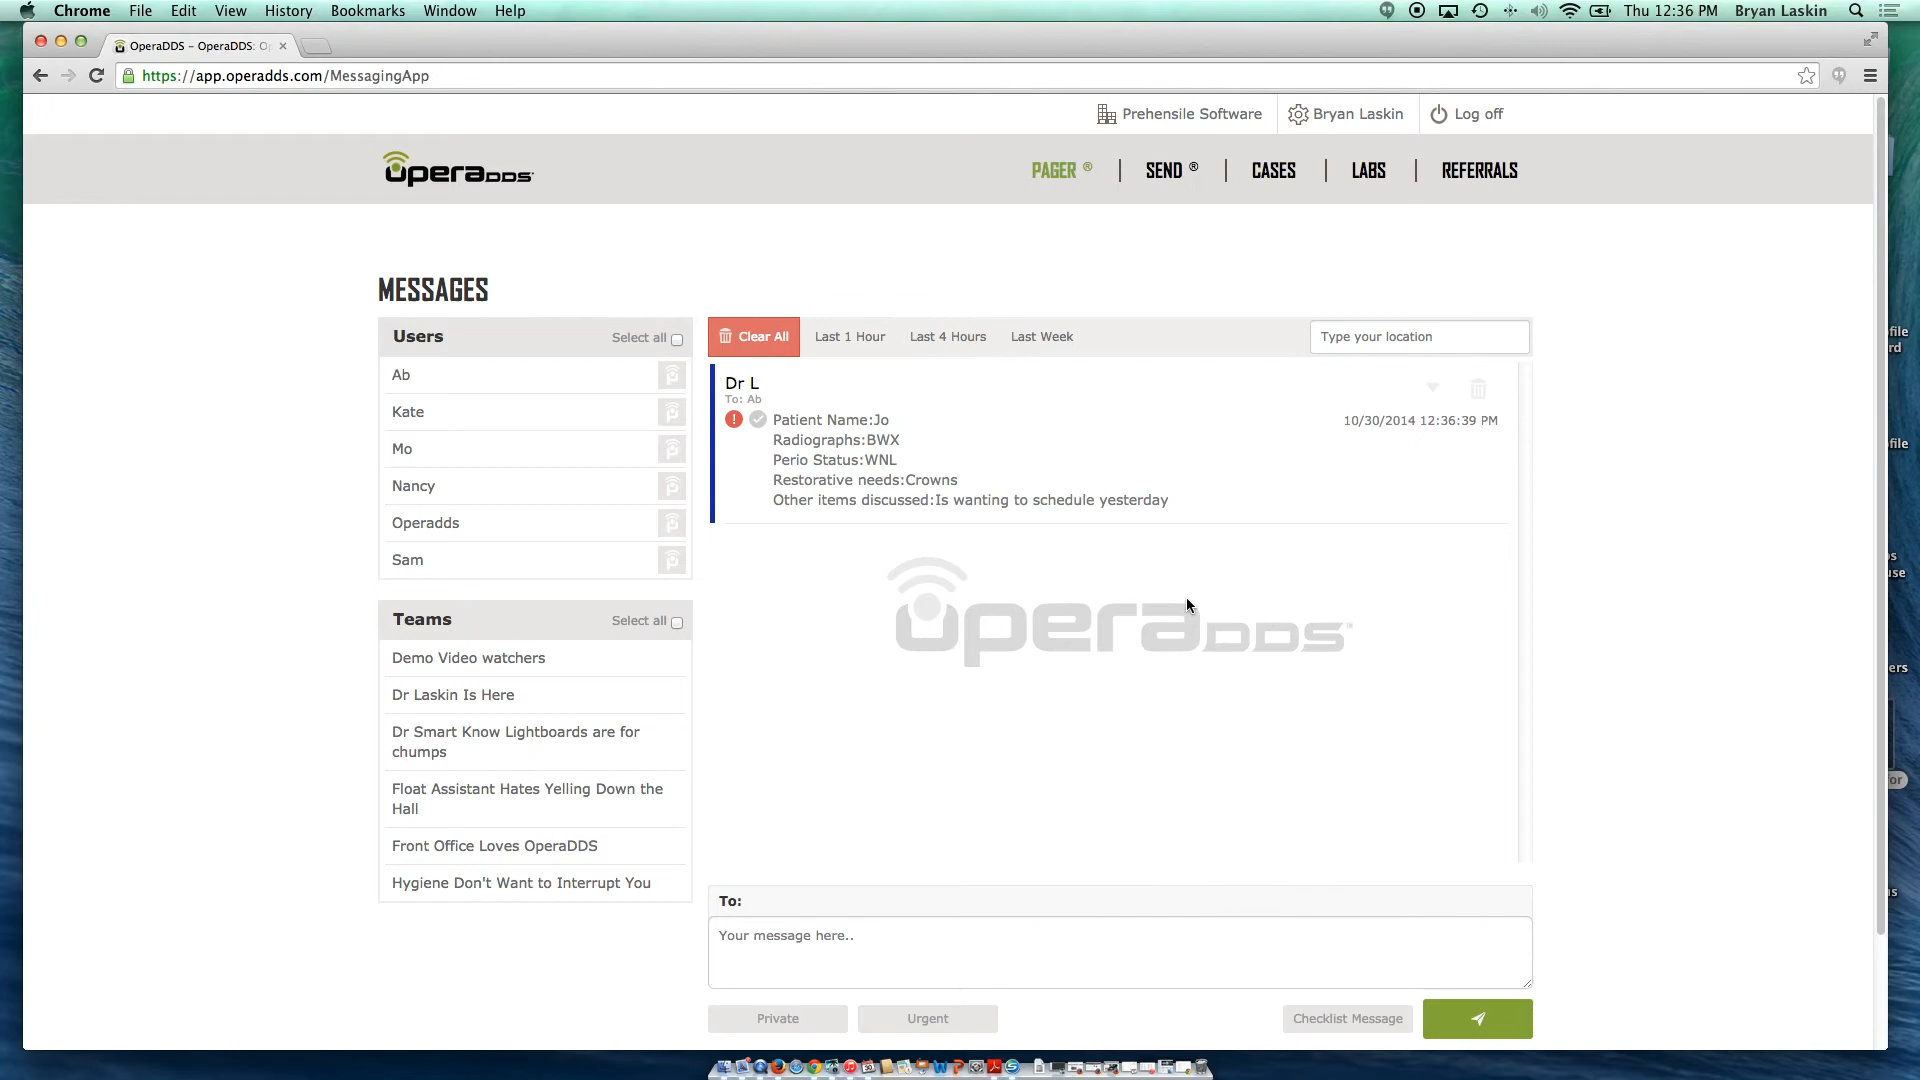 Chrome File Edit View History Bookmarks Window Help Thu 12:36 PM Bryan Laskin
OperaDDS – OperaDDS: Op
https://app.operadds.com/MessagingApp
Prehensile Software Bryan Laskin Log off
operaDDS PAGER ® SEND ® CASES LABS REFERRALS
MESSAGES
Users Select all
Ab
Kate
Mo
Nancy
Operadds
Sam
Teams Select all
Demo Video watchers
Dr Laskin Is Here
Dr Smart Know Lightboards are for
chumps
Float Assistant Hates Yelling Down the
Hall
Front Office Loves OperaDDS
Hygiene Don't Want to Interrupt You
Clear All Last 1 Hour Last 4 Hours Last Week Type your location
Dr L
To: Ab
Patient Name:Jo 10/30/2014 12:36:39 PM
Radiographs:BWX
Perio Status:WNL
Restorative needs:Crowns
Other items discussed:Is wanting to schedule yesterday
operaDDS™
To:
Your message here..
Private Urgent Checklist Message